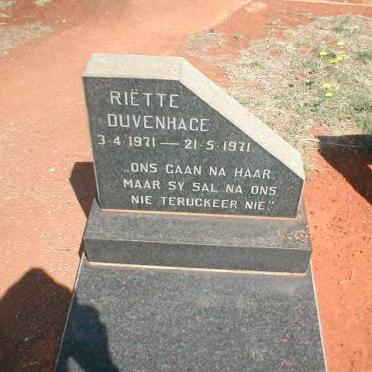 RIËTTE
DUVENHAGE
3·4·1971 — 21·5·1971
„ONS GAAN NA HAAR,
MAAR SY SAL NA ONS
NIE TERUGKEER NIE."